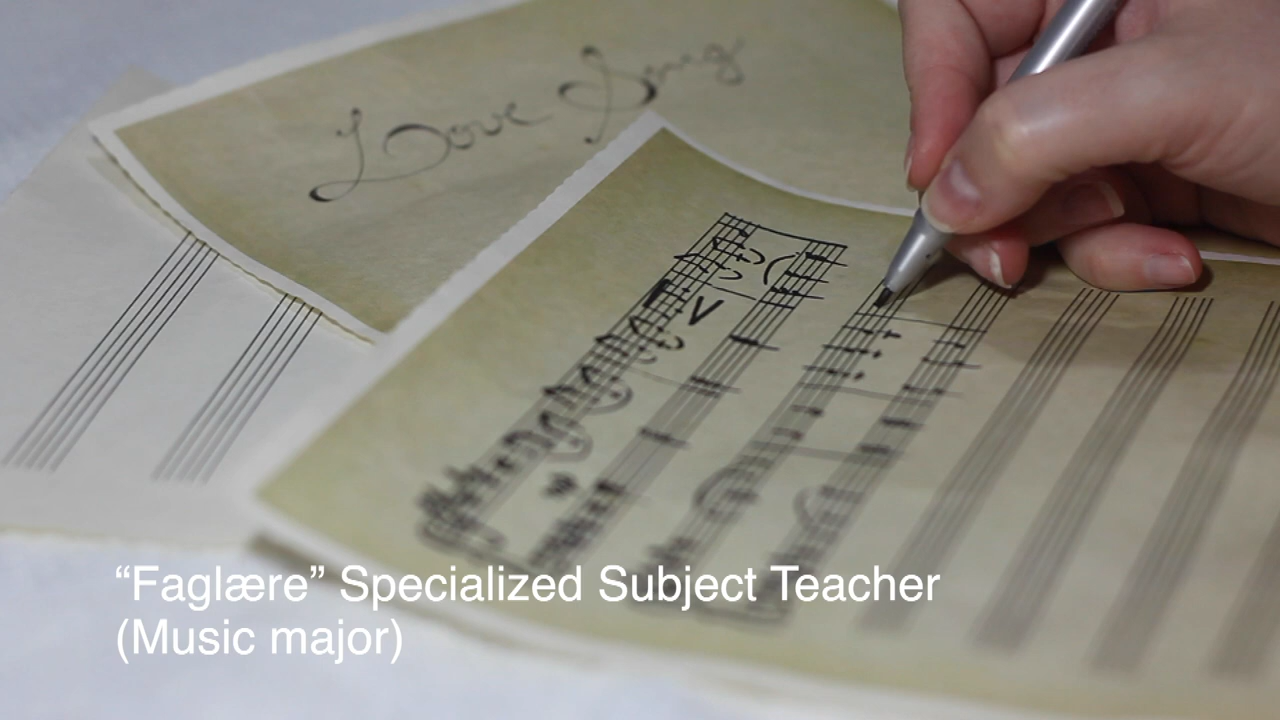 Love Song
“Faglære” Specialized Subject Teacher
(Music major)